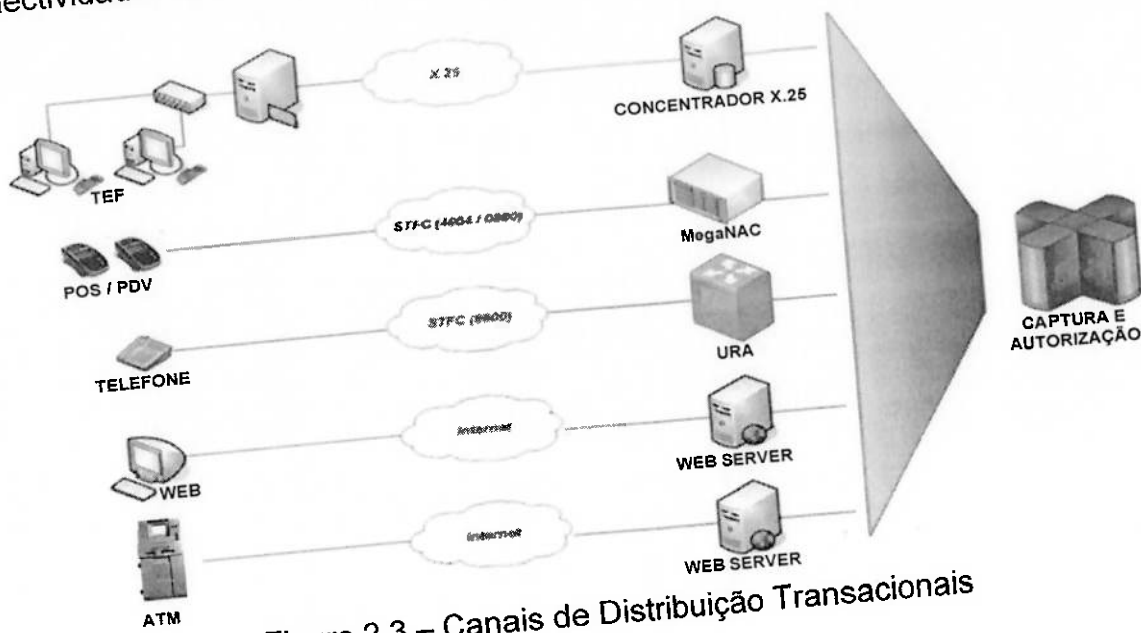 X.25
CONCENTRADOR X.25
TEF
STFC (4004 / 0800)
MegaNAC
POS / PDV
STFC (0800)
URA
CAPTURA E
AUTORIZAÇÃO
TELEFONE
Internet
WEB SERVER
WEB
Internet
WEB SERVER
ATM
Figura 2.3 – Canais de Distribuição Transacionais